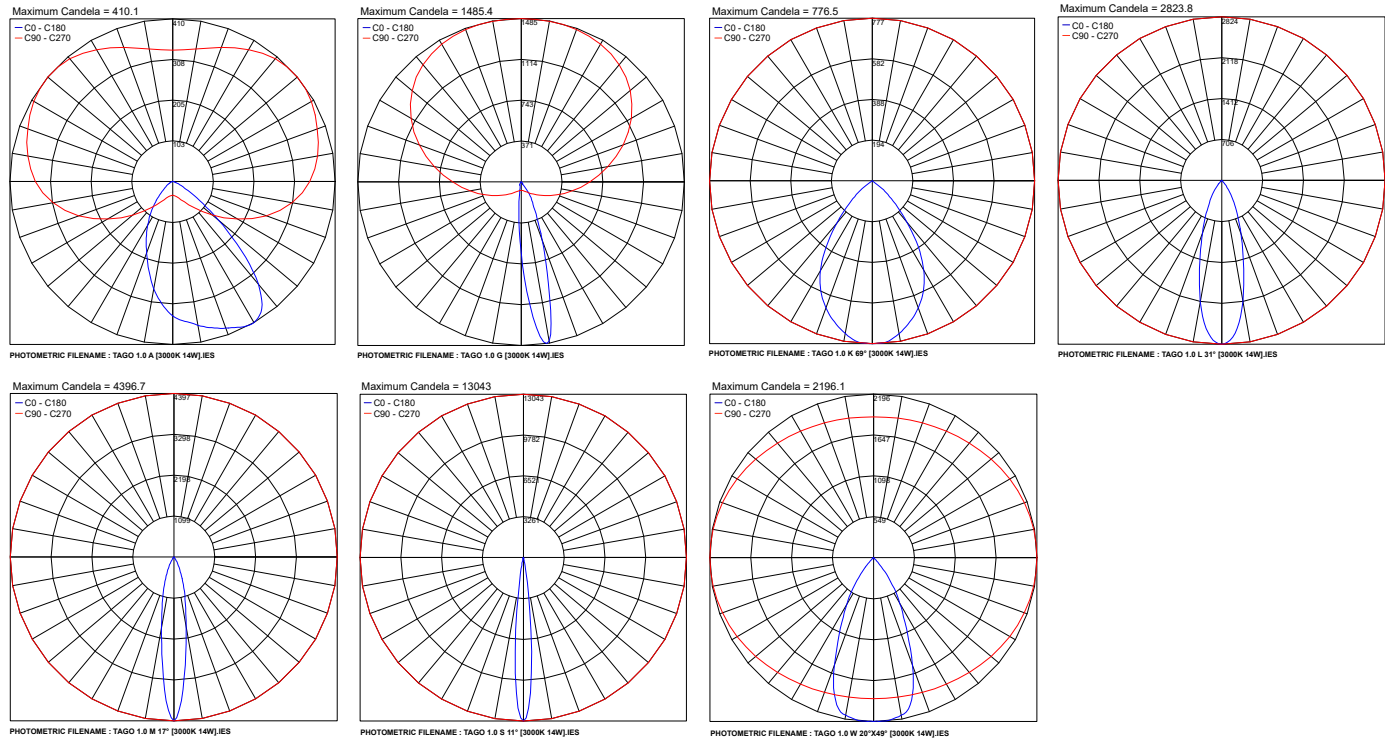 Maximum Candela = 410.1
C0 - C180
C90 - C270
410
308
205
103
PHOTOMETRIC FILENAME : TAGO 1.0 A [3000K 14W].IES
Maximum Candela = 1485.4
C0 - C180
C90 - C270
1485
1114
743
371
PHOTOMETRIC FILENAME : TAGO 1.0 G [3000K 14W].IES
Maximum Candela = 776.5
C0 - C180
C90 - C270
777
582
388
194
PHOTOMETRIC FILENAME : TAGO 1.0 K 69° [3000K 14W].IES
Maximum Candela = 2823.8
C0 - C180
C90 - C270
2824
2118
1412
706
PHOTOMETRIC FILENAME : TAGO 1.0 L 31° [3000K 14W].IES
Maximum Candela = 4396.7
C0 - C180
C90 - C270
4397
3298
2198
1099
PHOTOMETRIC FILENAME : TAGO 1.0 M 17° [3000K 14W].IES
Maximum Candela = 13043
C0 - C180
C90 - C270
13043
9782
6521
3261
PHOTOMETRIC FILENAME : TAGO 1.0 S 11° [3000K 14W].IES
Maximum Candela = 2196.1
C0 - C180
C90 - C270
2196
1647
1098
549
PHOTOMETRIC FILENAME : TAGO 1.0 W 20°X49° [3000K 14W].IES